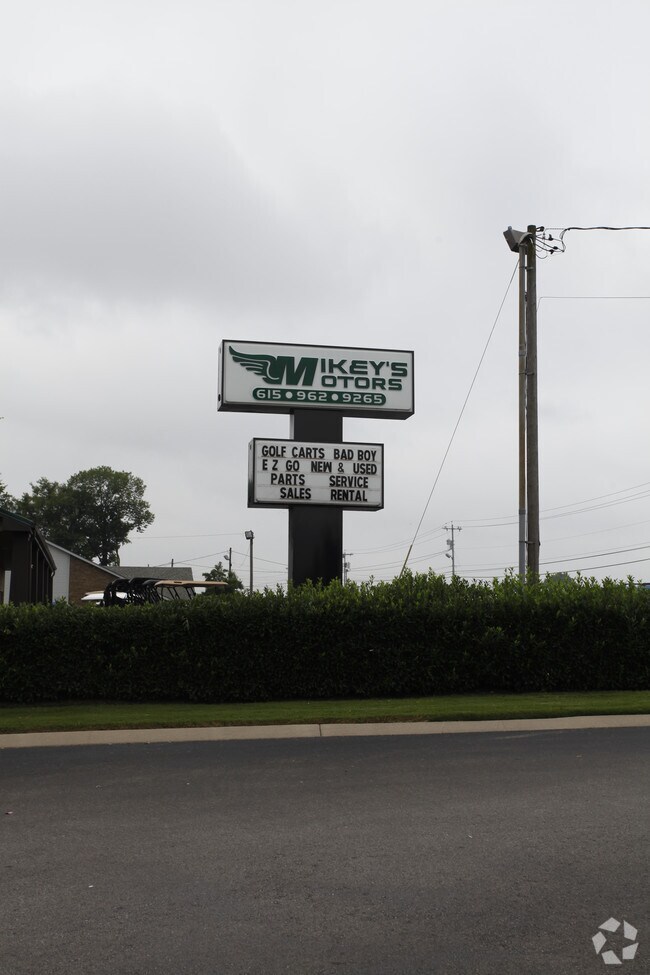 MIKEY'S
MOTORS
615•962•9265
GOLF CARTS BAD BOY
E Z GO NEW & USED
PARTS SERVICE
SALES RENTAL